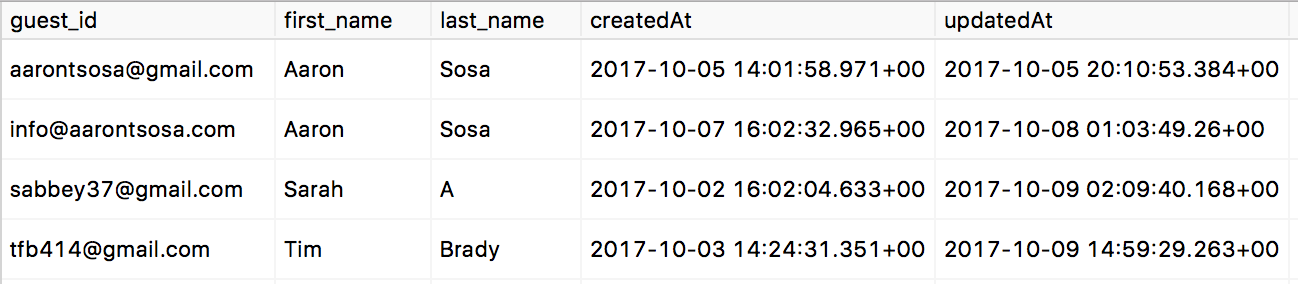 guest_id first_name last_name createdAt updatedAt
aarontsosa@gmail.com Aaron Sosa 2017-10-05 14:01:58.971+00 2017-10-05 20:10:53.384+00
info@aarontsosa.com Aaron Sosa 2017-10-07 16:02:32.965+00 2017-10-08 01:03:49.26+00
sabbey37@gmail.com Sarah A 2017-10-02 16:02:04.633+00 2017-10-09 02:09:40.168+00
tfb414@gmail.com Tim Brady 2017-10-03 14:24:31.351+00 2017-10-09 14:59:29.263+00